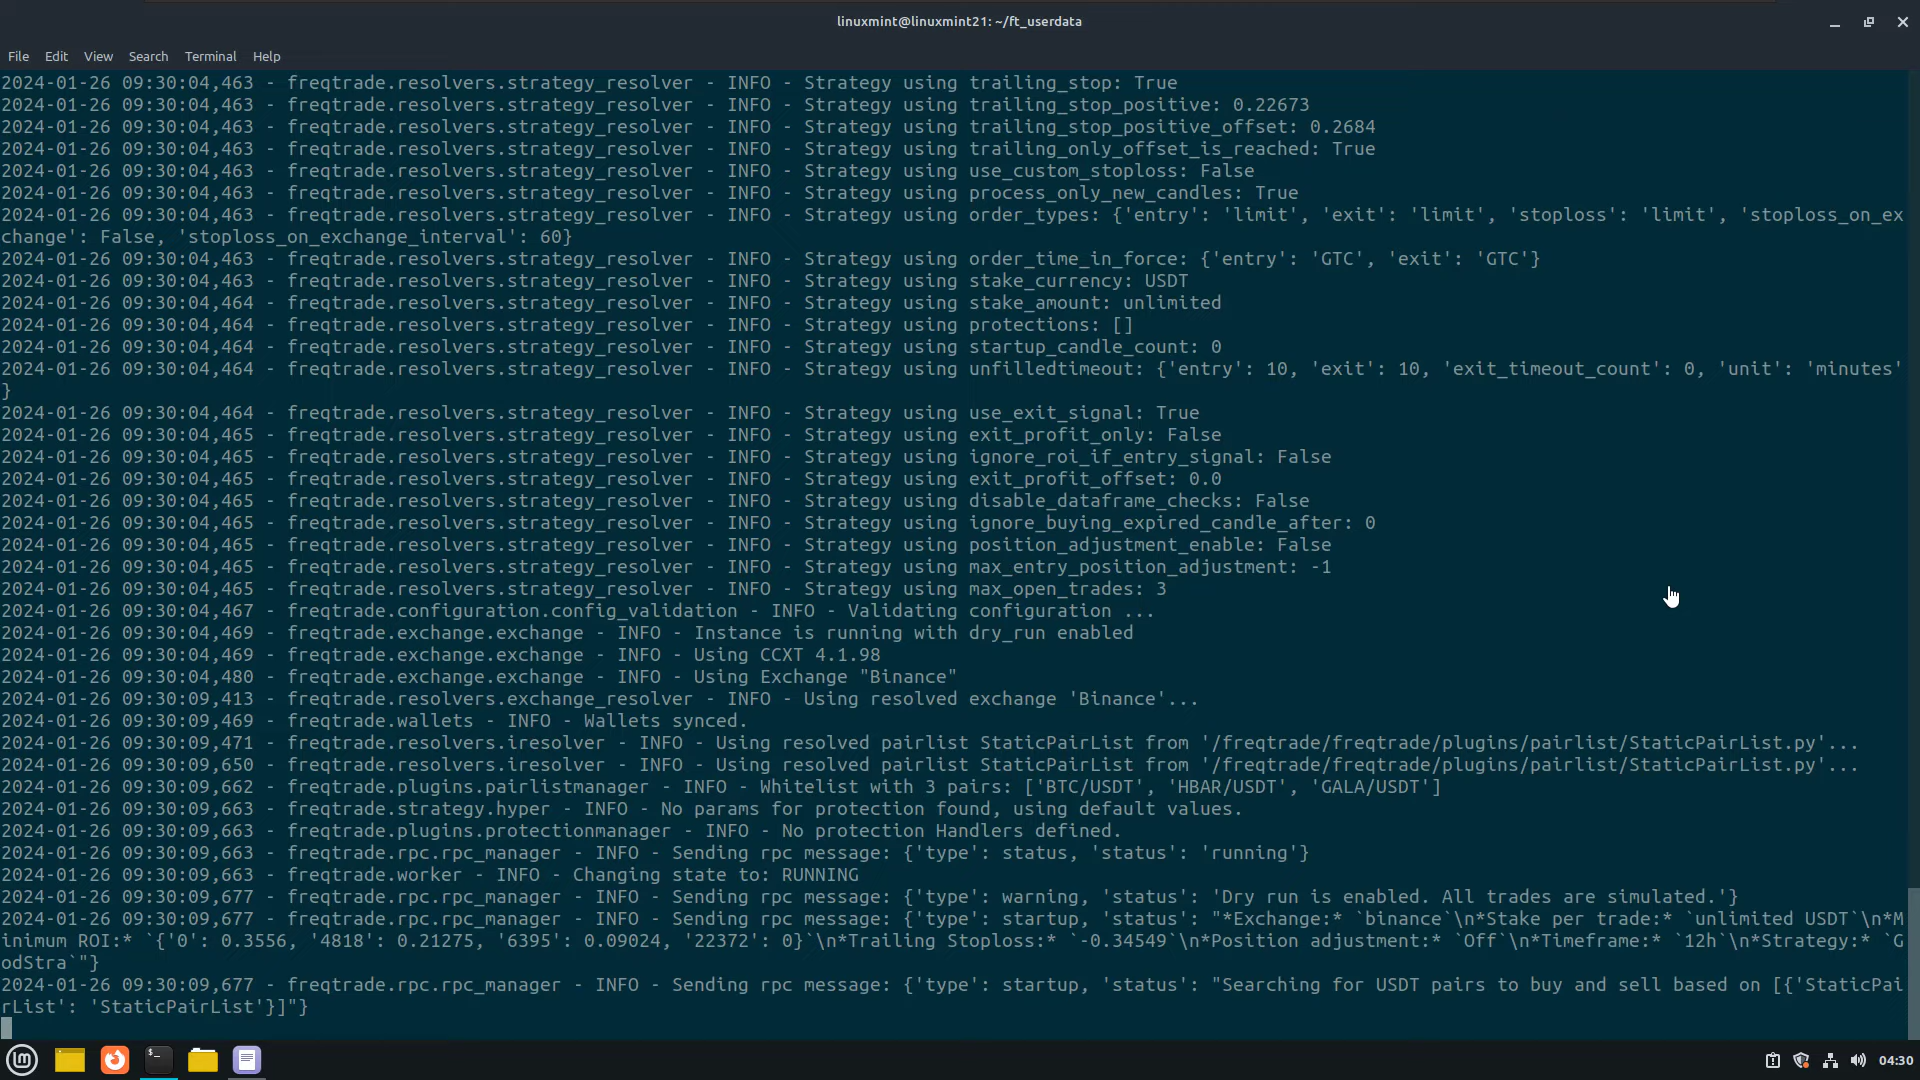 linuxmint@linuxmint21: ~/ft_userdata
File Edit View Search Terminal Help
2024-01-26 09:30:04,463 - freqtrade.resolvers.strategy_resolver - INFO - Strategy using trailing_stop: True
2024-01-26 09:30:04,463 - freqtrade.resolvers.strategy_resolver - INFO - Strategy using trailing_stop_positive: 0.22673
2024-01-26 09:30:04,463 - freqtrade.resolvers.strategy_resolver - INFO - Strategy using trailing_stop_positive_offset: 0.2684
2024-01-26 09:30:04,463 - freqtrade.resolvers.strategy_resolver - INFO - Strategy using trailing_only_offset_is_reached: True
2024-01-26 09:30:04,463 - freqtrade.resolvers.strategy_resolver - INFO - Strategy using use_custom_stoploss: False
2024-01-26 09:30:04,463 - freqtrade.resolvers.strategy_resolver - INFO - Strategy using process_only_new_candles: True
2024-01-26 09:30:04,463 - freqtrade.resolvers.strategy_resolver - INFO - Strategy using order_types: {'entry': 'limit', 'exit': 'limit', 'stoploss': 'limit', 'stoploss_on_ex
change': False, 'stoploss_on_exchange_interval': 60}
2024-01-26 09:30:04,463 - freqtrade.resolvers.strategy_resolver - INFO - Strategy using order_time_in_force: {'entry': 'GTC', 'exit': 'GTC'}
2024-01-26 09:30:04,463 - freqtrade.resolvers.strategy_resolver - INFO - Strategy using stake_currency: USDT
2024-01-26 09:30:04,464 - freqtrade.resolvers.strategy_resolver - INFO - Strategy using stake_amount: unlimited
2024-01-26 09:30:04,464 - freqtrade.resolvers.strategy_resolver - INFO - Strategy using protections: []
2024-01-26 09:30:04,464 - freqtrade.resolvers.strategy_resolver - INFO - Strategy using startup_candle_count: 0
2024-01-26 09:30:04,464 - freqtrade.resolvers.strategy_resolver - INFO - Strategy using unfilledtimeout: {'entry': 10, 'exit': 10, 'exit_timeout_count': 0, 'unit': 'minutes'
}
2024-01-26 09:30:04,464 - freqtrade.resolvers.strategy_resolver - INFO - Strategy using use_exit_signal: True
2024-01-26 09:30:04,465 - freqtrade.resolvers.strategy_resolver - INFO - Strategy using exit_profit_only: False
2024-01-26 09:30:04,465 - freqtrade.resolvers.strategy_resolver - INFO - Strategy using ignore_roi_if_entry_signal: False
2024-01-26 09:30:04,465 - freqtrade.resolvers.strategy_resolver - INFO - Strategy using exit_profit_offset: 0.0
2024-01-26 09:30:04,465 - freqtrade.resolvers.strategy_resolver - INFO - Strategy using disable_dataframe_checks: False
2024-01-26 09:30:04,465 - freqtrade.resolvers.strategy_resolver - INFO - Strategy using ignore_buying_expired_candle_after: 0
2024-01-26 09:30:04,465 - freqtrade.resolvers.strategy_resolver - INFO - Strategy using position_adjustment_enable: False
2024-01-26 09:30:04,465 - freqtrade.resolvers.strategy_resolver - INFO - Strategy using max_entry_position_adjustment: -1
2024-01-26 09:30:04,465 - freqtrade.resolvers.strategy_resolver - INFO - Strategy using max_open_trades: 3
2024-01-26 09:30:04,467 - freqtrade.configuration.config_validation - INFO - Validating configuration ...
2024-01-26 09:30:04,469 - freqtrade.exchange.exchange - INFO - Instance is running with dry_run enabled
2024-01-26 09:30:04,469 - freqtrade.exchange.exchange - INFO - Using CCXT 4.1.98
2024-01-26 09:30:04,480 - freqtrade.exchange.exchange - INFO - Using Exchange "Binance"
2024-01-26 09:30:09,413 - freqtrade.resolvers.exchange_resolver - INFO - Using resolved exchange 'Binance'...
2024-01-26 09:30:09,469 - freqtrade.wallets - INFO - Wallets synced.
2024-01-26 09:30:09,471 - freqtrade.resolvers.iresolver - INFO - Using resolved pairlist StaticPairList from '/freqtrade/freqtrade/plugins/pairlist/StaticPairList.py'...
2024-01-26 09:30:09,650 - freqtrade.resolvers.iresolver - INFO - Using resolved pairlist StaticPairList from '/freqtrade/freqtrade/plugins/pairlist/StaticPairList.py'...
2024-01-26 09:30:09,662 - freqtrade.plugins.pairlistmanager - INFO - Whitelist with 3 pairs: ['BTC/USDT', 'HBAR/USDT', 'GALA/USDT']
2024-01-26 09:30:09,663 - freqtrade.strategy.hyper - INFO - No params for protection found, using default values.
2024-01-26 09:30:09,663 - freqtrade.plugins.protectionmanager - INFO - No protection Handlers defined.
2024-01-26 09:30:09,663 - freqtrade.rpc.rpc_manager - INFO - Sending rpc message: {'type': status, 'status': 'running'}
2024-01-26 09:30:09,663 - freqtrade.worker - INFO - Changing state to: RUNNING
2024-01-26 09:30:09,677 - freqtrade.rpc.rpc_manager - INFO - Sending rpc message: {'type': warning, 'status': 'Dry run is enabled. All trades are simulated.'}
2024-01-26 09:30:09,677 - freqtrade.rpc.rpc_manager - INFO - Sending rpc message: {'type': startup, 'status': "*Exchange:* `binance`\n*Stake per trade:* `unlimited USDT`\n*M
inimum ROI:* `{'0': 0.3556, '4818': 0.21275, '6395': 0.09024, '22372': 0}`\n*Trailing Stoploss:* `-0.34549`\n*Position adjustment:* `Off`\n*Timeframe:* `12h`\n*Strategy:* `G
odStra`"}
2024-01-26 09:30:09,677 - freqtrade.rpc.rpc_manager - INFO - Sending rpc message: {'type': startup, 'status': "Searching for USDT pairs to buy and sell based on [{'StaticPai
rList': 'StaticPairList'}]"}
04:30